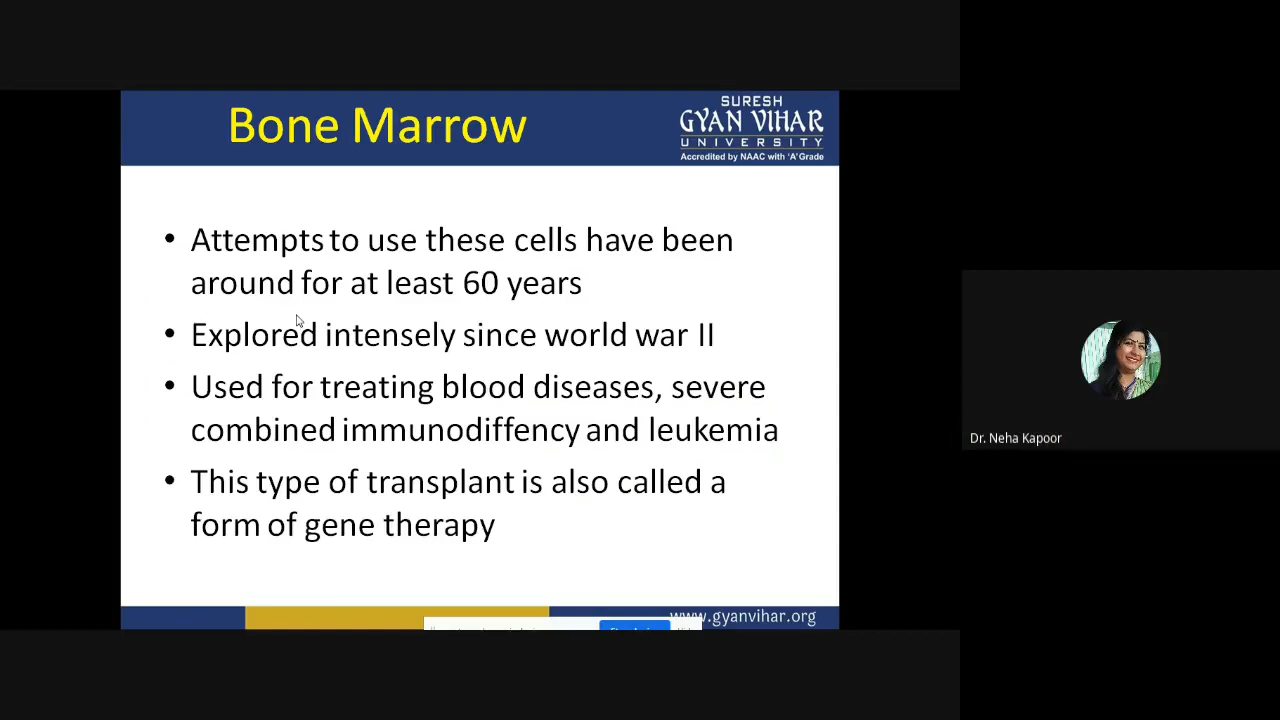 Bone Marrow
SURESH
GYAN VIHAR
UNIVERSITY
Accredited by NAAC with 'A' Grade
• Attempts to use these cells have been
around for at least 60 years
• Explored intensely since world war II
• Used for treating blood diseases, severe
combined immunodiffency and leukemia
• This type of transplant is also called a
form of gene therapy
www.gyanvihar.org
Dr. Neha Kapoor